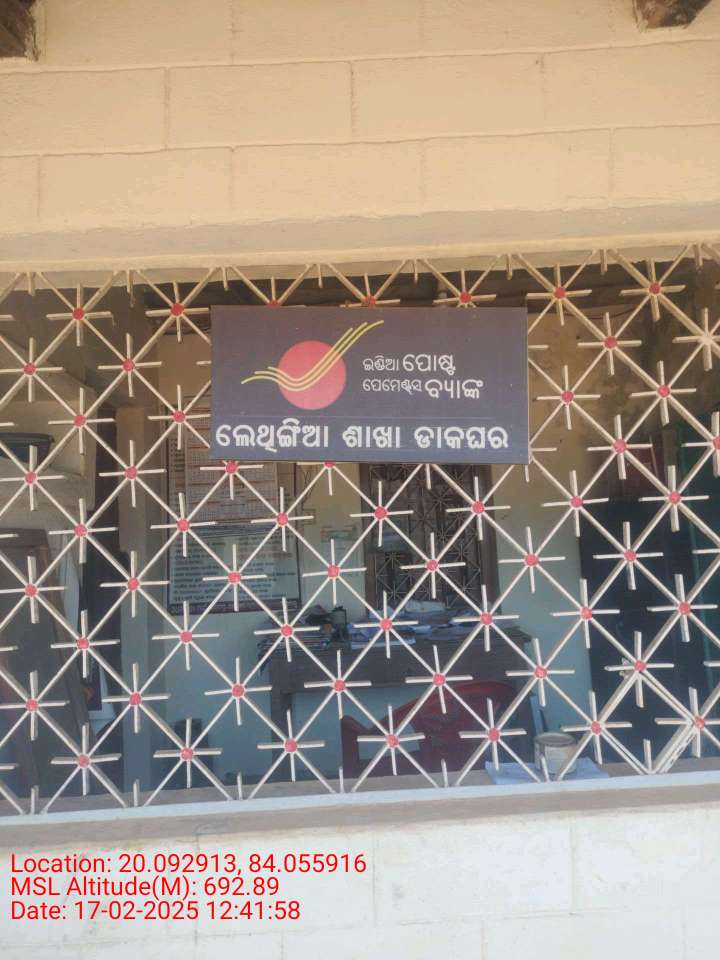 ଇଣ୍ଡିଆ ପୋଷ୍ଟ
ପେମେଣ୍ଟ୍ସ ବ୍ୟାଙ୍କ
ଲେଥିଙ୍ଗିଆ ଶାଖା ଡାକଘର
Location: 20.092913, 84.055916
MSL Altitude(M): 692.89
Date: 17-02-2025 12:41:58